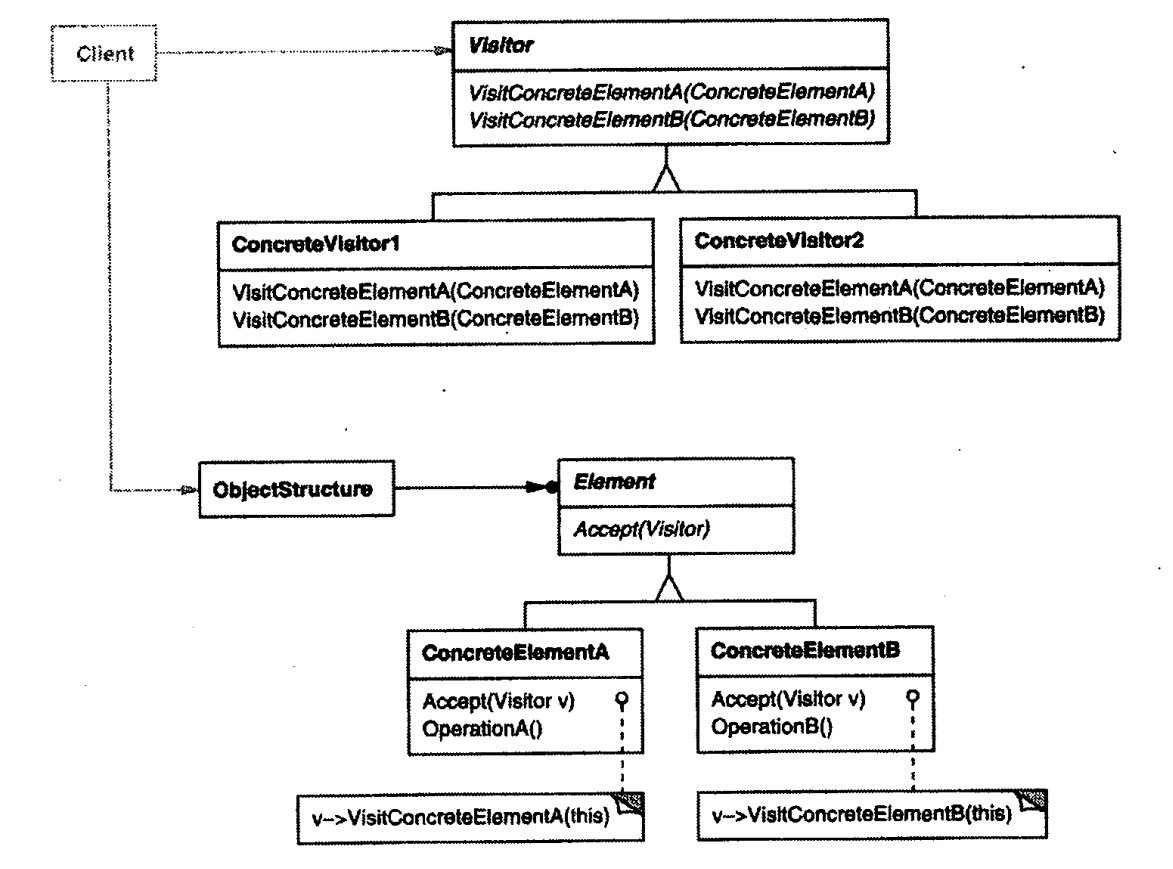 Client
Visitor
VisitConcreteElementA(ConcreteElementA)
VisitConcreteElementB(ConcreteElementB)
ConcreteVisitor1
VisitConcreteElementA(ConcreteElementA)
VisitConcreteElementB(ConcreteElementB)
ConcreteVisitor2
VisitConcreteElementA(ConcreteElementA)
VisitConcreteElementB(ConcreteElementB)
ObjectStructure
Element
Accept(Visitor)
ConcreteElementA
Accept(Visitor v)
OperationA()
ConcreteElementB
Accept(Visitor v)
OperationB()
v–>VisitConcreteElementA(this)
v–>VisitConcreteElementB(this)